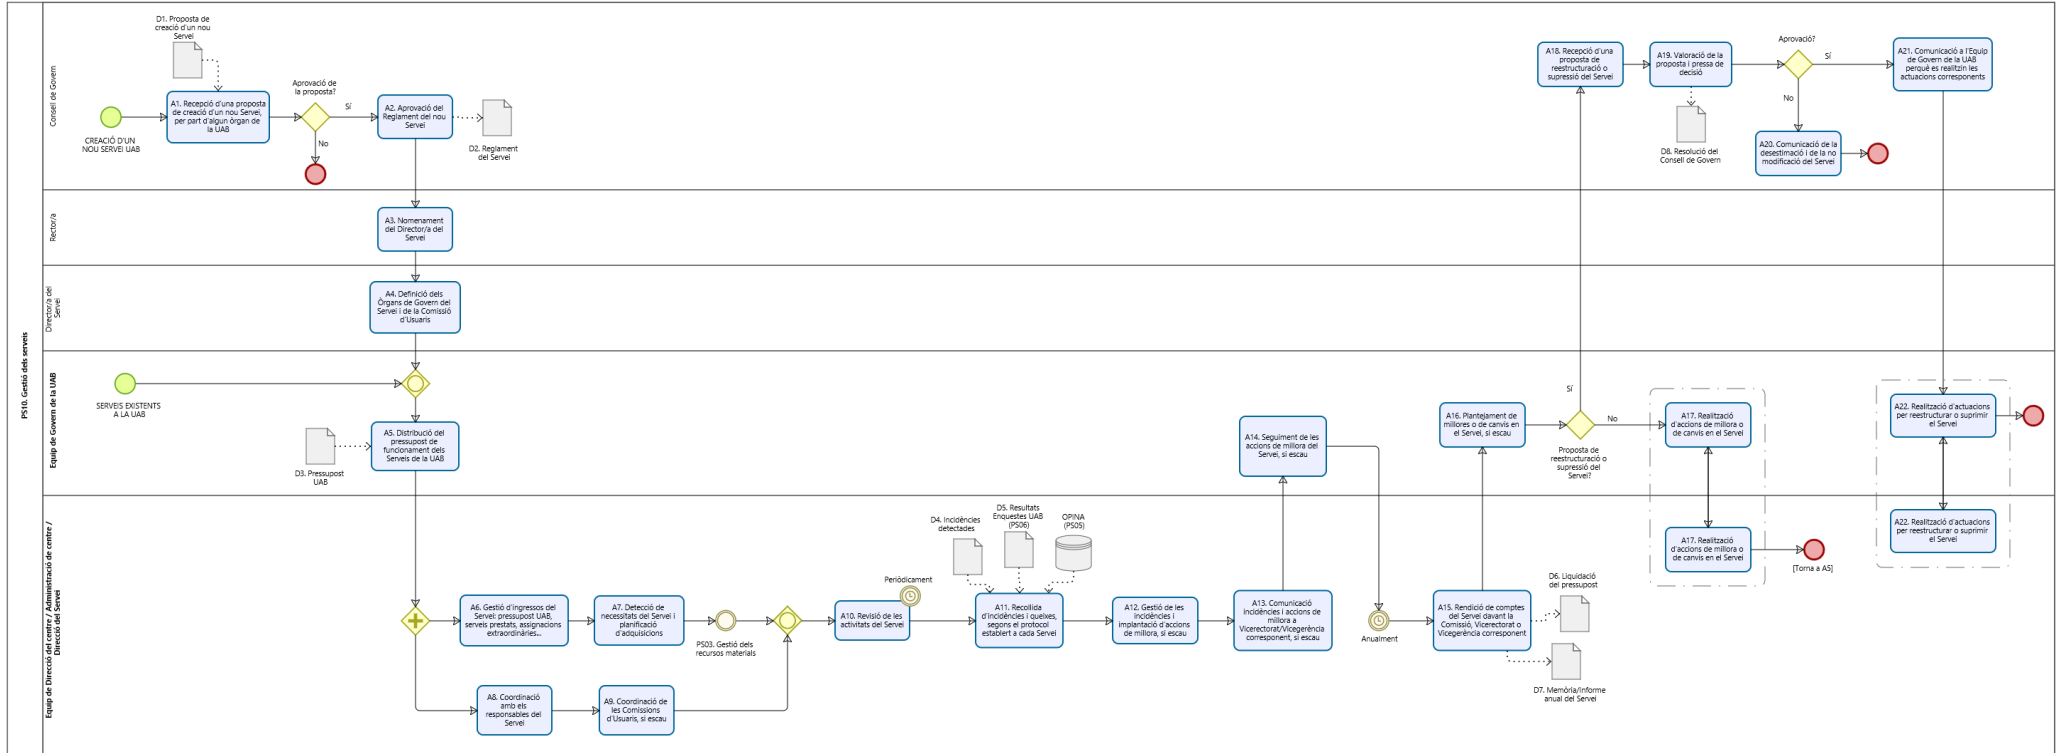 PS10. Gestió dels serveis
Consell de Govern
D1. Proposta de
creació d'un nou
Servei
CREACIÓ D'UN
NOU SERVEI UAB
A1. Recepció d'una proposta
de creació d'un nou Servei,
per part d'algun òrgan de
la UAB
Aprovació de
la proposta?
Sí
No
A2. Aprovació del
Reglament del nou
Servei
D2. Reglament
del Servei
A18. Recepció d'una
proposta de
reestructuració o
supressió del Servei
A19. Valoració de la
proposta i pressa de
decisió
D8. Resolució del
Consell de Govern
Aprovació?
Sí
No
A20. Comunicació de la
desestimació i de la no
modificació del Servei
A21. Comunicació a l'Equip
de Govern de la UAB
perquè es realitzin les
actuacions corresponents
Rector/a
A3. Nomenament
del Director/a del
Servei
Director/a del
Servei
A4. Definició dels
Òrgans de Govern del
Servei i de la Comissió
d'Usuaris
Equip de Govern de la UAB
SERVEIS EXISTENTS
A LA UAB
D3. Pressupost
UAB
A5. Distribució del
pressupost de
funcionament dels
Serveis de la UAB
A14. Seguiment de les
accions de millora del
Servei, si escau
A16. Plantejament de
millores o de canvis en
el Servei, si escau
Sí
No
Proposta de
reestructuració o
supressió del
Servei?
A17. Realització
d'accions de millora o
de canvis en el Servei
A22. Realització d'actuacions
per reestructurar o suprimir
el Servei
Equip de Direcció del centre / Administració de centre /
Direcció del Servei
A6. Gestió d'ingressos del
Servei: pressupost UAB,
serveis prestats, assignacions
extraordinàries...
A7. Detecció de
necessitats del Servei i
planificació
d'adquisicions
PS03. Gestió dels
recursos materials
A8. Coordinació
amb els
responsables del
Servei
A9. Coordinació de
les Comissions
d'Usuaris, si escau
Periòdicament
A10. Revisió de les
activitats del Servei
D4. Incidències
detectades
D5. Resultats
Enquestes UAB
(PS06)
OPINA
(PS05)
A11. Recollida
d'incidències i queixes,
segons el protocol
establert a cada Servei
A12. Gestió de les
incidències i
implantació d'accions
de millora, si escau
A13. Comunicació
incidències i accions de
millora a
Vicerectorat/Vicegerència
corresponent, si escau
Anualment
A15. Rendició de comptes
del Servei davant la
Comissió, Vicerectorat o
Vicegerència corresponent
D6. Liquidació
del pressupost
D7. Memòria/Informe
anual del Servei
A17. Realització
d'accions de millora o
de canvis en el Servei
[Torna a A5]
A22. Realització d'actuacions
per reestructurar o suprimir
el Servei